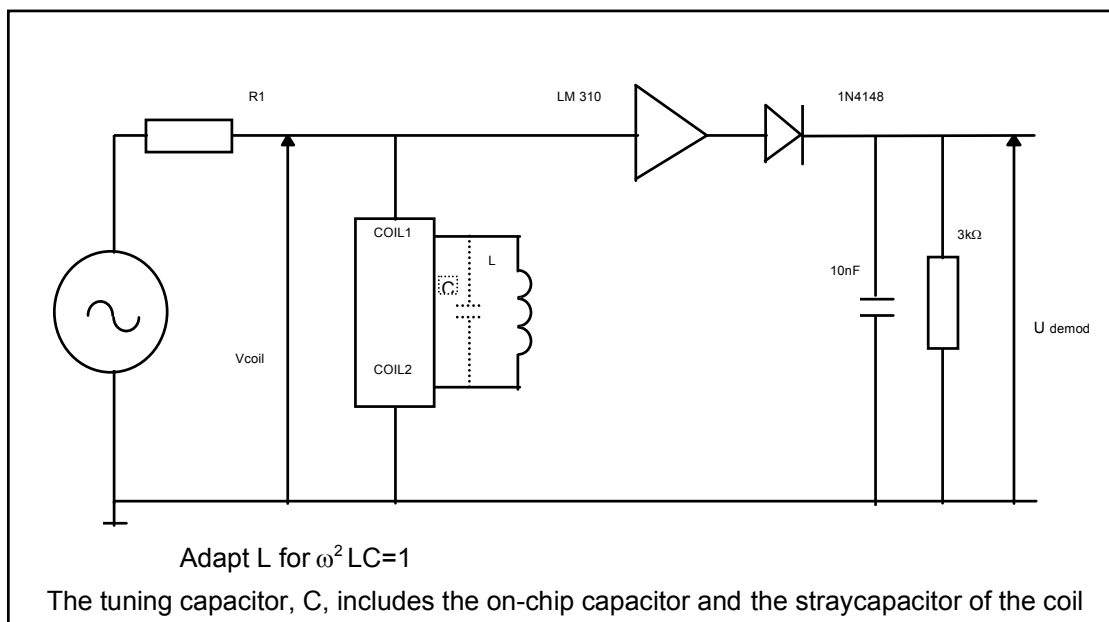 R1
LM 310
1N4148
COIL1
L
3kΩ
C
10nF
U demod
Vcoil
COIL2
Adapt L for ω² LC=1
The tuning capacitor, C, includes the on-chip capacitor and the straycapacitor of the coil